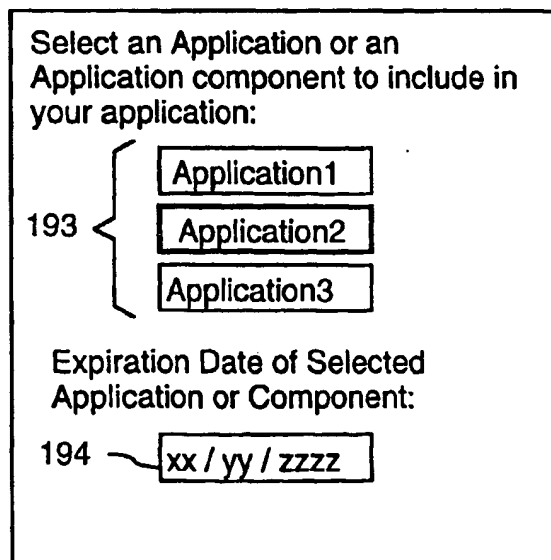 Select an Application or an
Application component to include in
your application:
Application1
193
Application2
Application3
Expiration Date of Selected
Application or Component:
194
xx / yy / zzzz